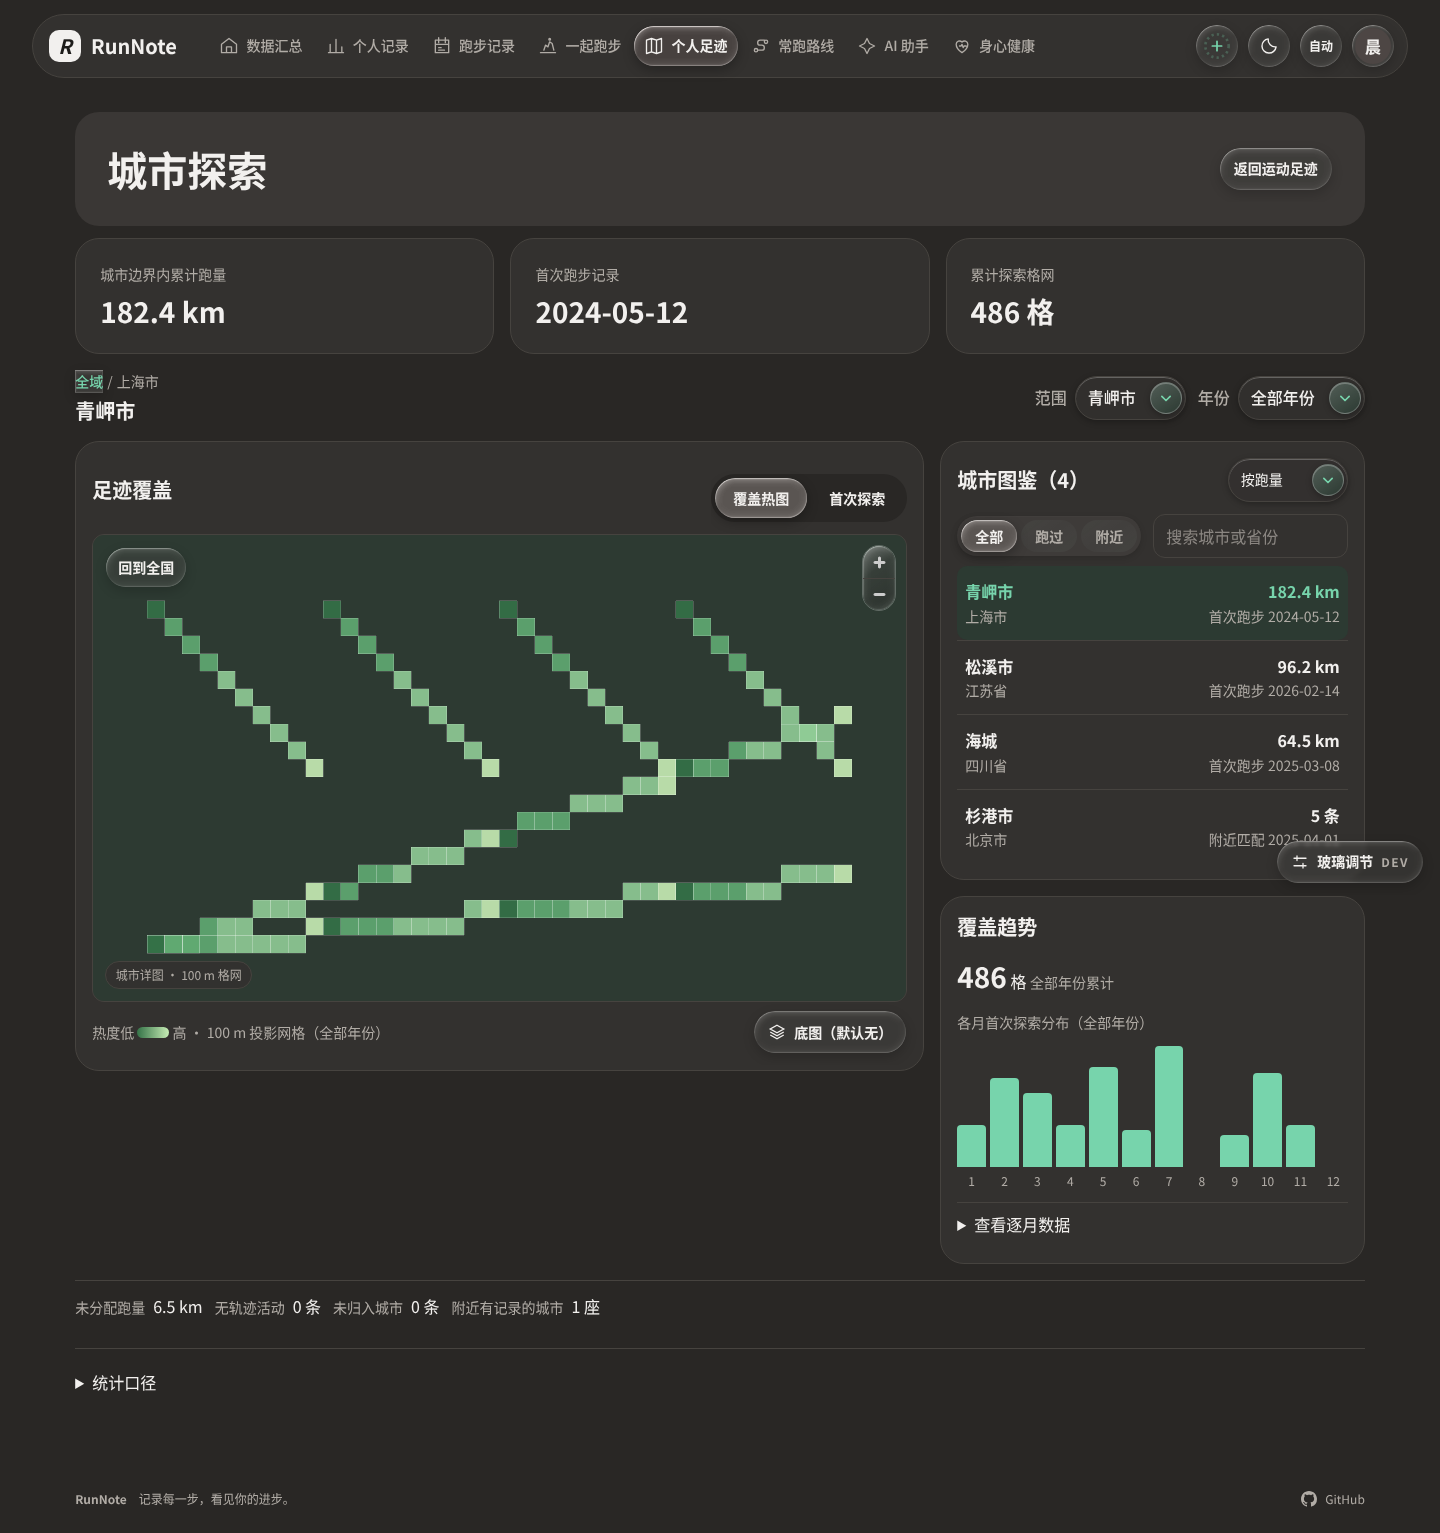 R RunNote 数据汇总 个人记录 跑步记录 一起跑步 个人足迹 常跑路线 AI 助手 身心健康 自动 晨
城市探索
返回运动足迹
城市边界内累计跑量
182.4 km
首次跑步记录
2024-05-12
累计探索格网
486 格
全域 / 上海市
青岬市
范围 青岬市 年份 全部年份
足迹覆盖
覆盖热图 首次探索
回到全国
+
−
城市详图 · 100 m 格网
热度低 高 · 100 m 投影网格（全部年份）
底图（默认无）
城市图鉴（4）
按跑量
全部 跑过 附近 搜索城市或省份
青岬市 182.4 km
上海市 首次跑步 2024-05-12
松溪市 96.2 km
江苏省 首次跑步 2026-02-14
海城 64.5 km
四川省 首次跑步 2025-03-08
杉港市 5 条
北京市 附近匹配 2025-04-01
玻璃调节 DEV
覆盖趋势
486 格 全部年份累计
各月首次探索分布（全部年份）
1 2 3 4 5 6 7 8 9 10 11 12
▶ 查看逐月数据
未分配跑量 6.5 km 无轨迹活动 0 条 未归入城市 0 条 附近有记录的城市 1 座
▶ 统计口径
RunNote 记录每一步，看见你的进步。
GitHub